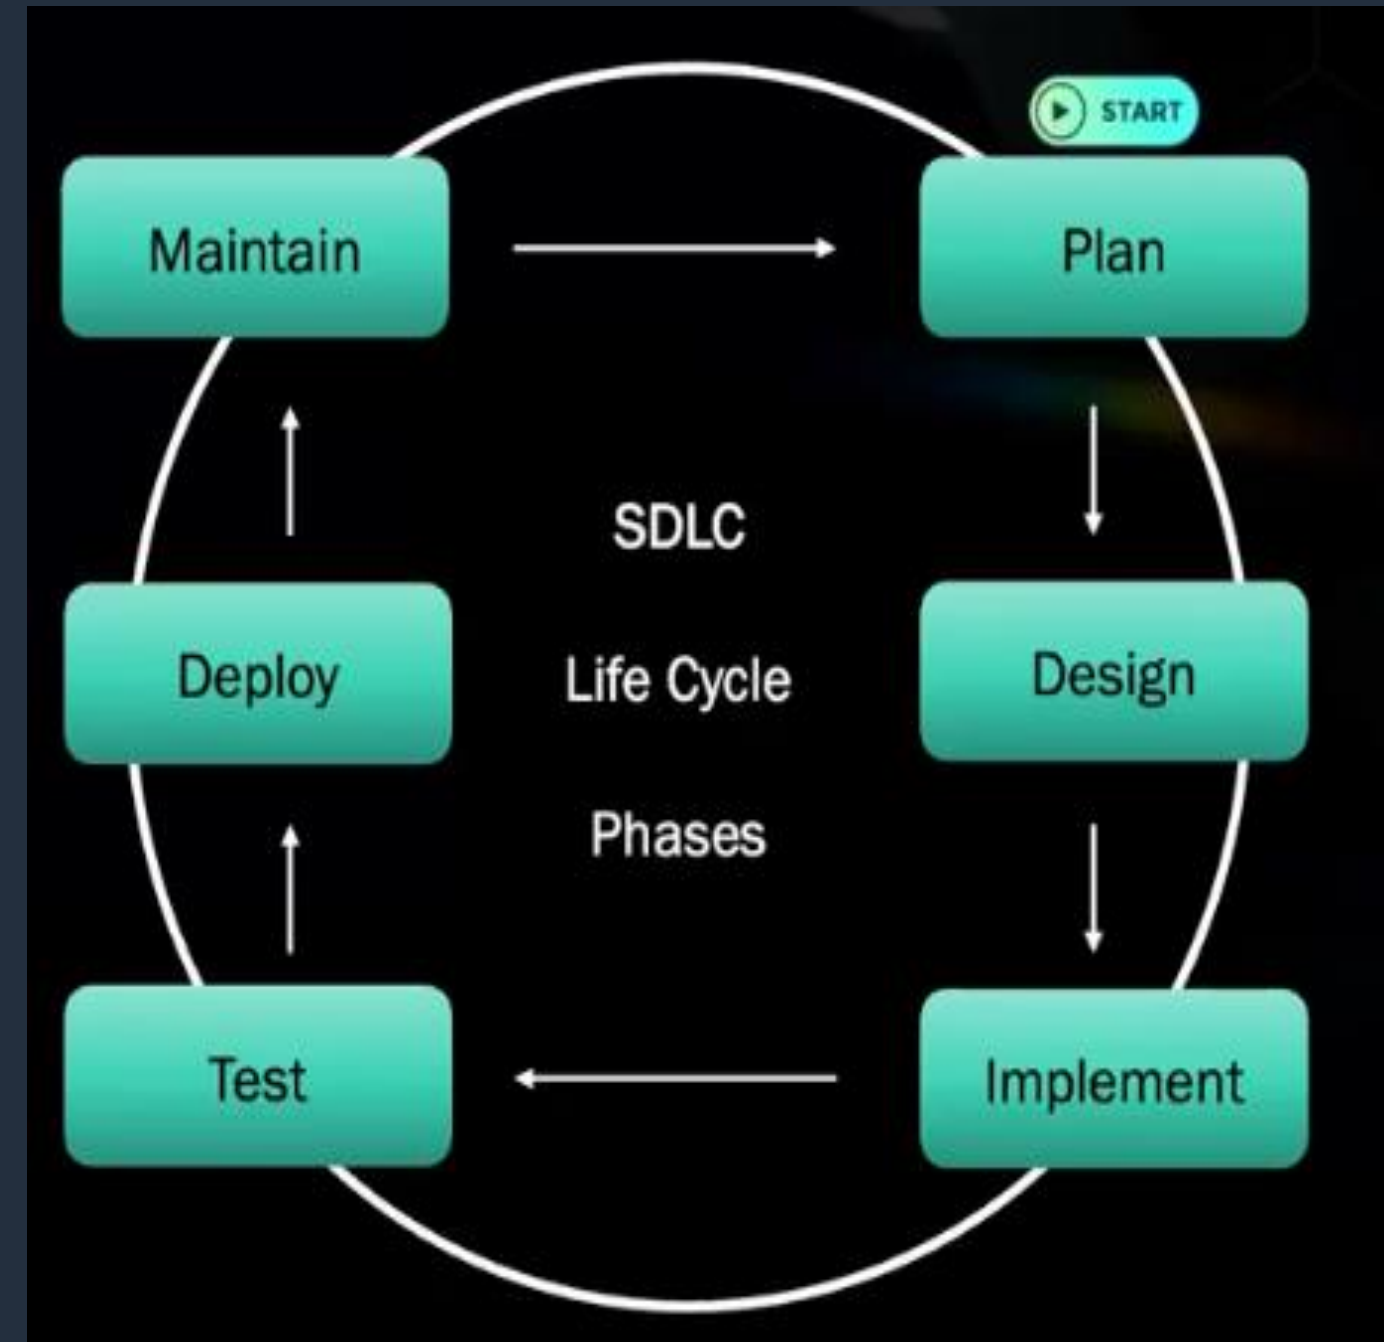 START
Maintain
Plan
SDLC
Deploy
Life Cycle
Design
Phases
Test
Implement